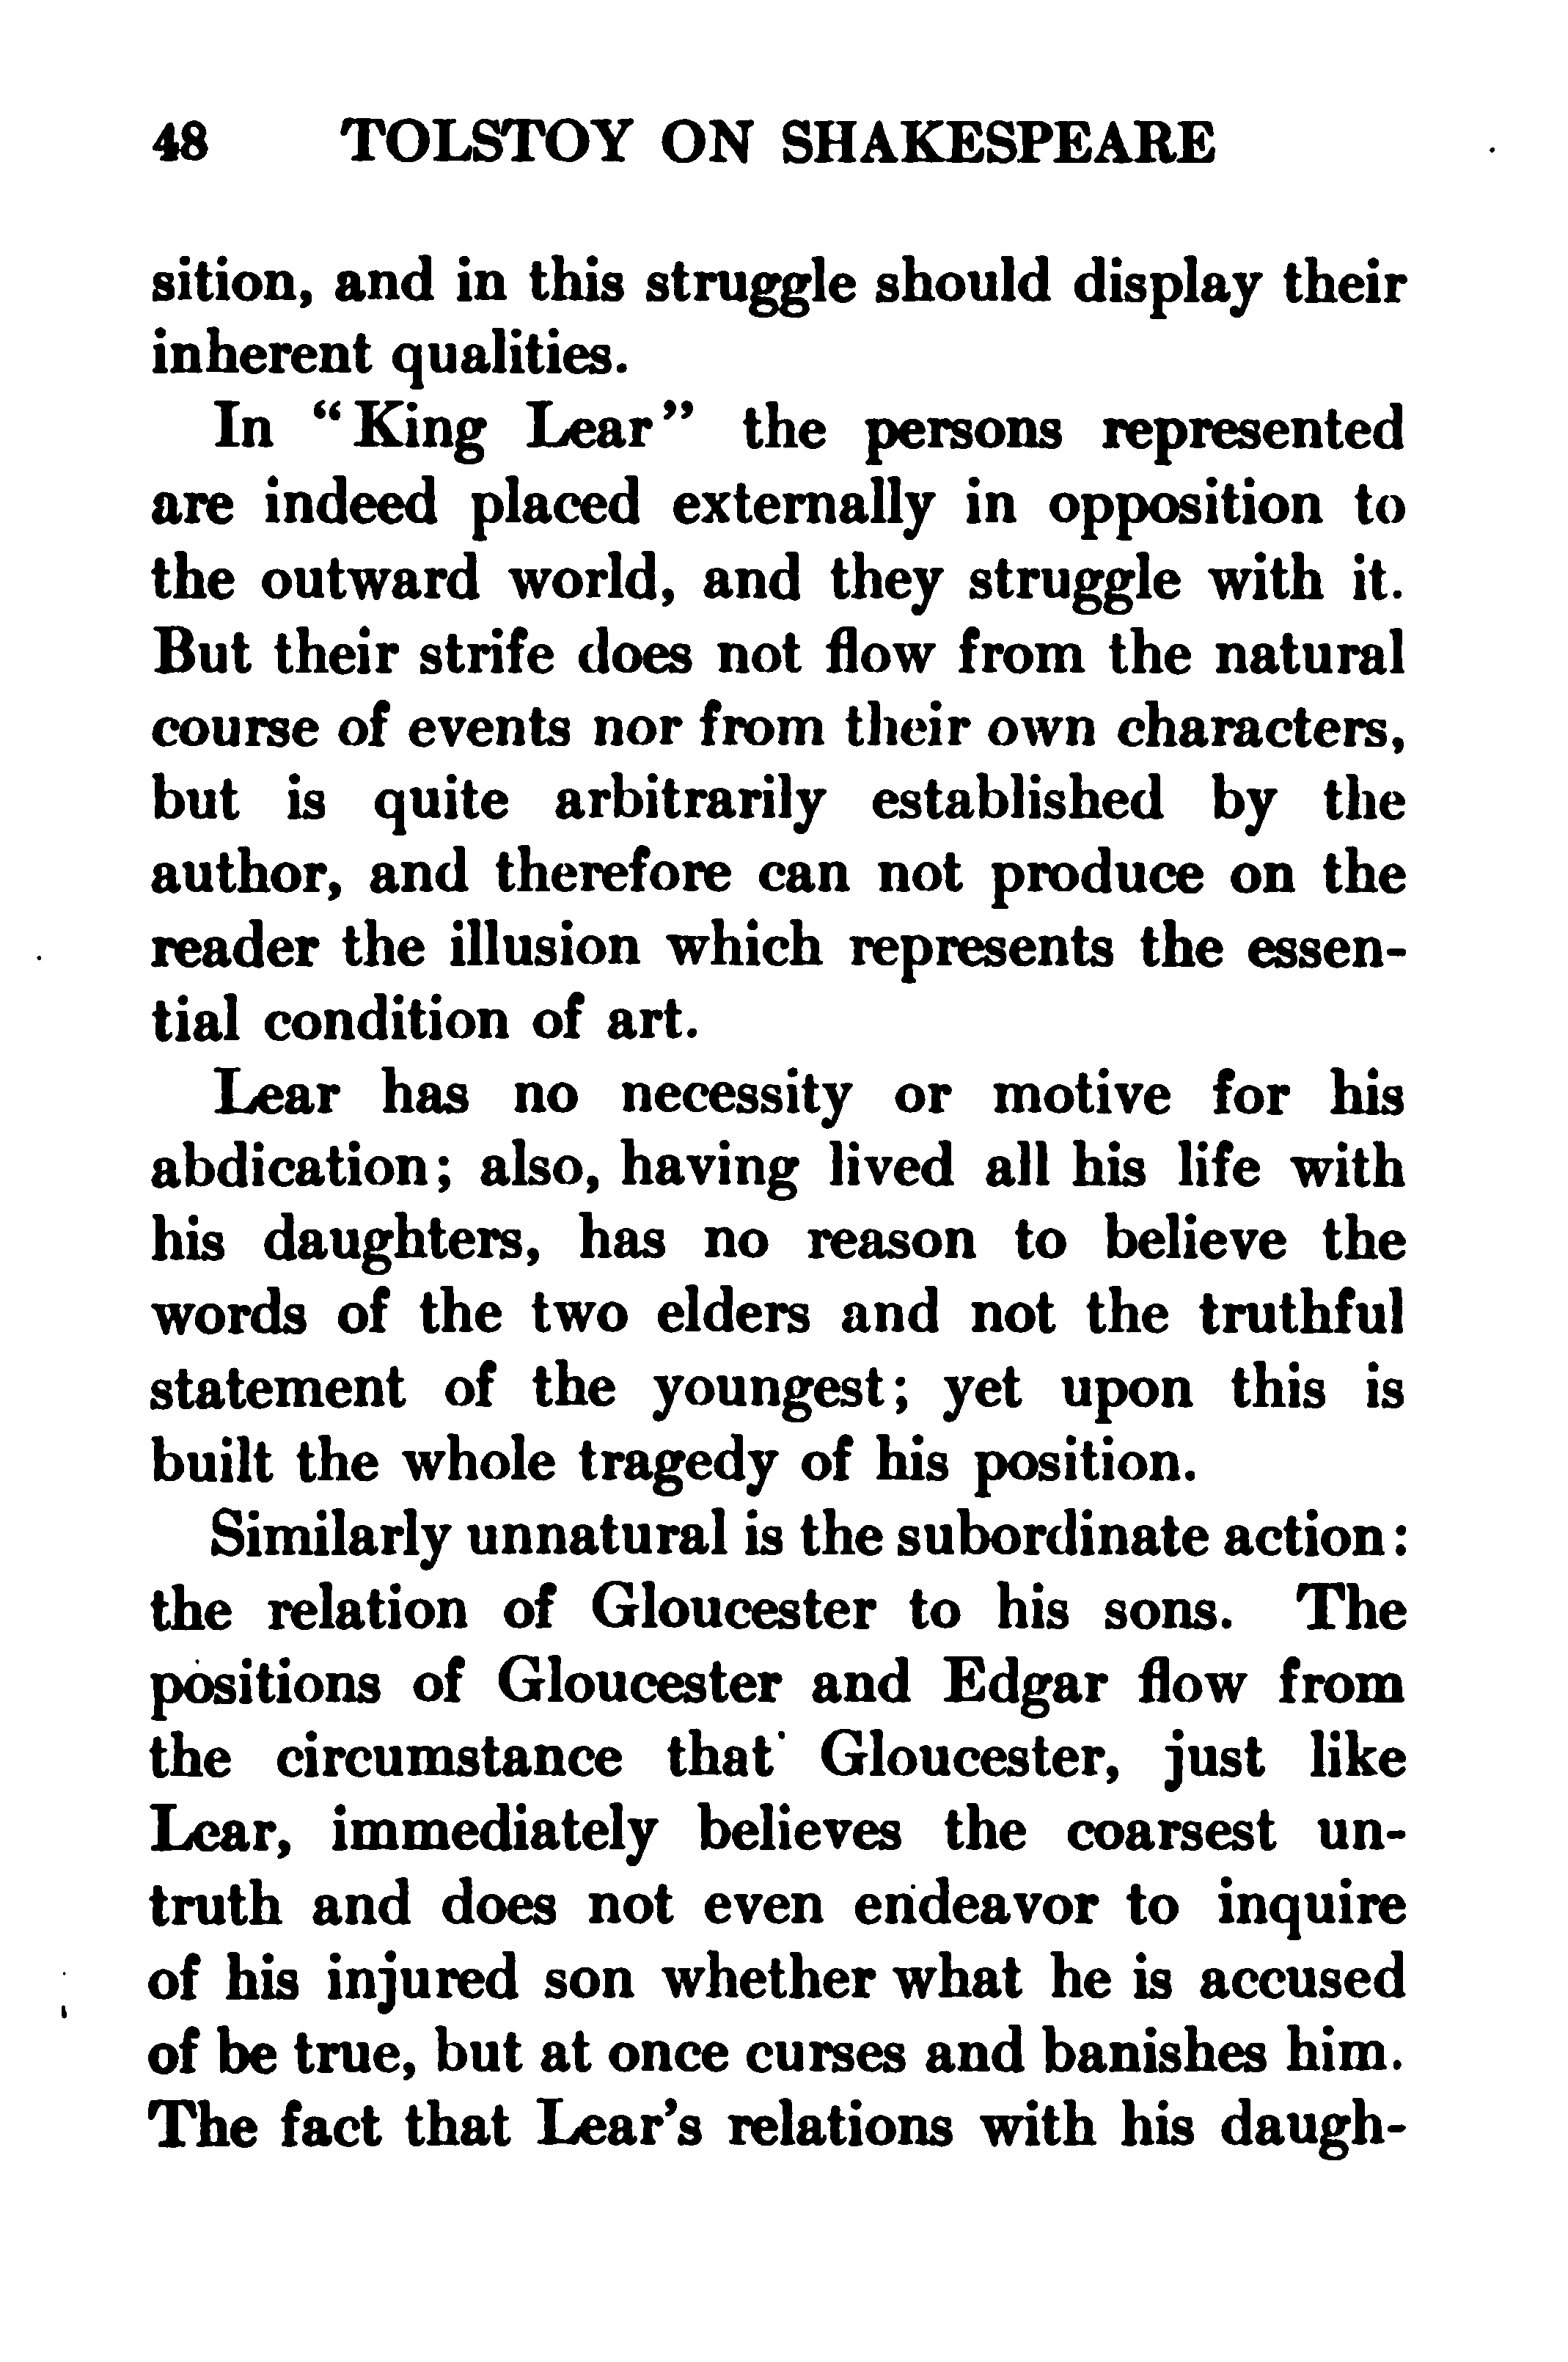 48 TOLSTOY ON SHAKESPEARE
sition, and in this struggle should display their
inherent qualities.
In "King Lear" the persons represented
are indeed placed externally in opposition to
the outward world, and they struggle with it.
But their strife does not flow from the natural
course of events nor from their own characters,
but is quite arbitrarily established by the
author, and therefore can not produce on the
reader the illusion which represents the essen-
tial condition of art.
Lear has no necessity or motive for his
abdication; also, having lived all his life with
his daughters, has no reason to believe the
words of the two elders and not the truthful
statement of the youngest; yet upon this is
built the whole tragedy of his position.
Similarly unnatural is the subordinate action:
the relation of Gloucester to his sons. The
positions of Gloucester and Edgar flow from
the circumstance that Gloucester, just like
Lear, immediately believes the coarsest un-
truth and does not even endeavor to inquire
of his injured son whether what he is accused
of be true, but at once curses and banishes him.
The fact that Lear's relations with his daugh-